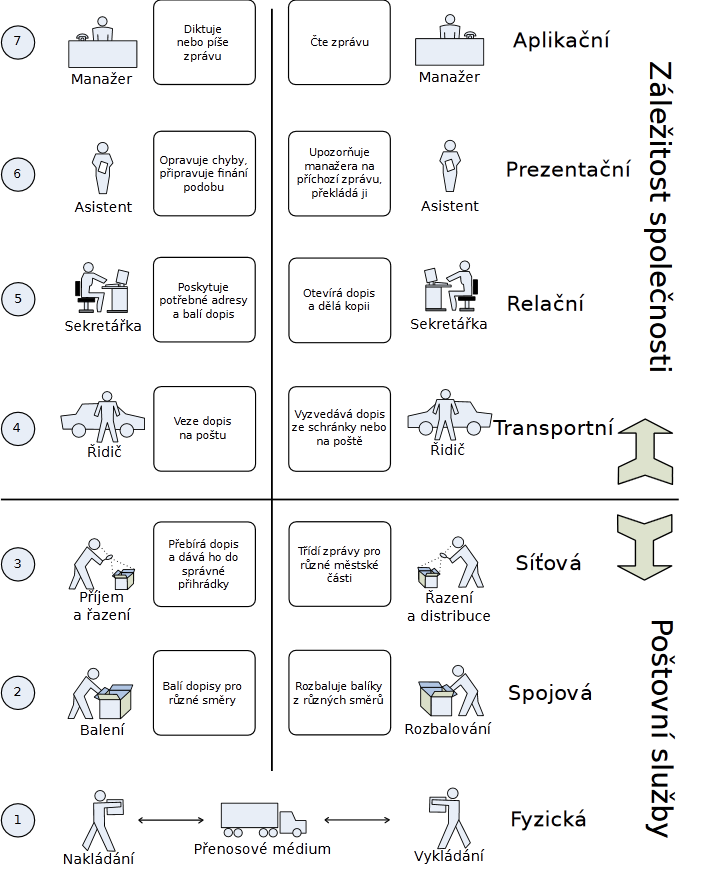 7
Manažer
Diktuje
nebo píše
zprávu
Čte zprávu
Manažer
Aplikační
6
Asistent
Opravuje chyby,
připravuje finání
podobu
Upozorňuje
manažera na
příchozí zprávu,
překládá ji
Asistent
Prezentační
5
Sekretářka
Poskytuje
potřebné adresy
a balí dopis
Otevírá dopis
a dělá kopii
Sekretářka
Relační
4
Řidič
Veze dopis
na poštu
Vyzvedává dopis
ze schránky nebo
na poště
Řidič
Transportní
Záležitost společnosti
3
Příjem
a řazení
Přebírá dopis
a dává ho do
správné
přihrádky
Třídí zprávy pro
různé městské
části
Řazení
a distribuce
Síťová
2
Balení
Balí dopisy pro
různé směry
Rozbaluje balíky
z různých směrů
Rozbalování
Spojová
1
Nakládání
Přenosové médium
Vykládání
Fyzická
Poštovní služby